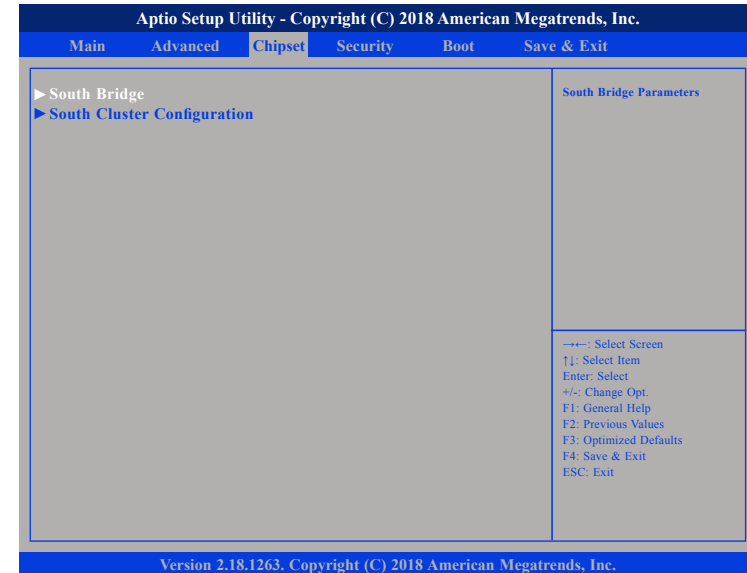 Aptio Setup Utility - Copyright (C) 2018 American Megatrends, Inc.
Main Advanced Chipset Security Boot Save & Exit
►South Bridge
►South Cluster Configuration
South Bridge Parameters
→←: Select Screen
↑↓: Select Item
Enter: Select
+/-: Change Opt.
F1: General Help
F2: Previous Values
F3: Optimized Defaults
F4: Save & Exit
ESC: Exit
Version 2.18.1263. Copyright (C) 2018 American Megatrends, Inc.